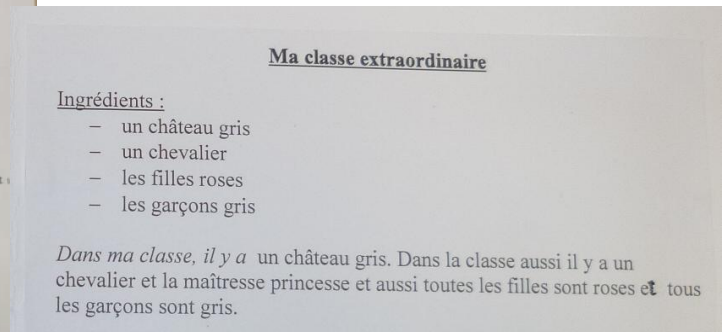 Ma classe extraordinaire
Ingrédients :
– un château gris
– un chevalier
– les filles roses
– les garçons gris
Dans ma classe, il y a un château gris. Dans la classe aussi il y a un
chevalier et la maîtresse princesse et aussi toutes les filles sont roses et tous
les garçons sont gris.